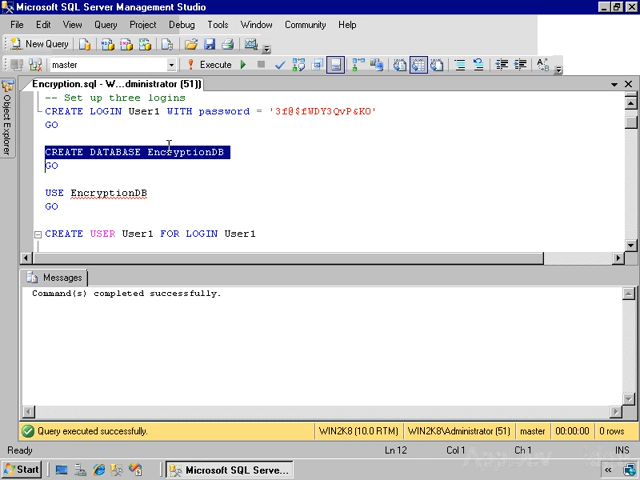 Microsoft SQL Server Management Studio
File Edit View Query Project Debug Tools Window Community Help
New Query
master Execute
Encryption.sql - W...dministrator (51))
Object Explorer
-- Set up three logins
CREATE LOGIN User1 WITH password = '3f@$fWDY3QvP&KO'
GO
CREATE DATABASE EncryptionDB
GO
USE EncryptionDB
GO
CREATE USER User1 FOR LOGIN User1
Messages
Command(s) completed successfully.
Query executed successfully. WIN2K8 (10.0 RTM) WIN2K8\Administrator (51) master 00:00:00 0 rows
Ready Ln 12 Col 1 Ch 1 INS
Start Microsoft SQL Serve...